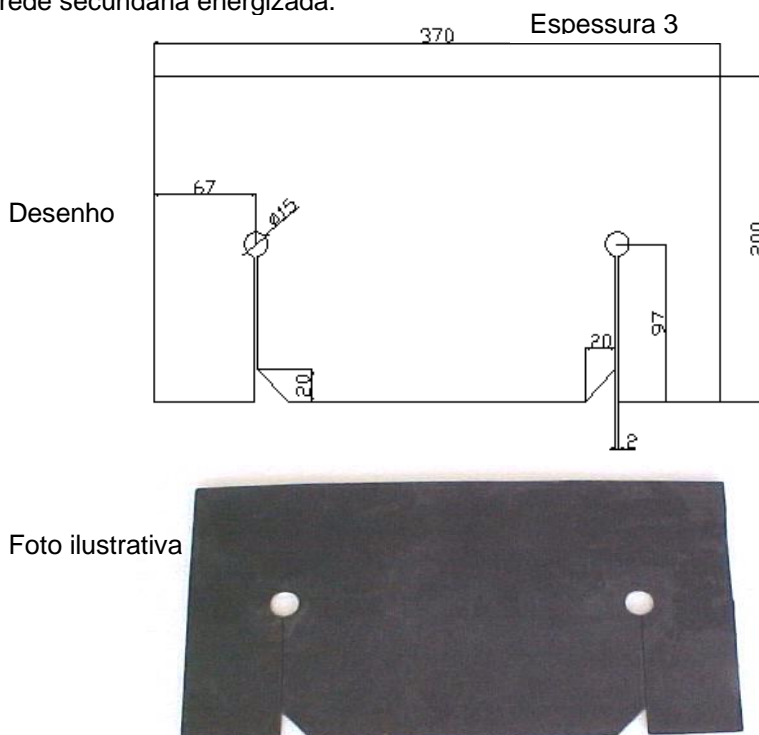 rede secundária energizada.
Espessura 3
370
67
Ø15
Desenho
200
97
20
20
2
Foto ilustrativa